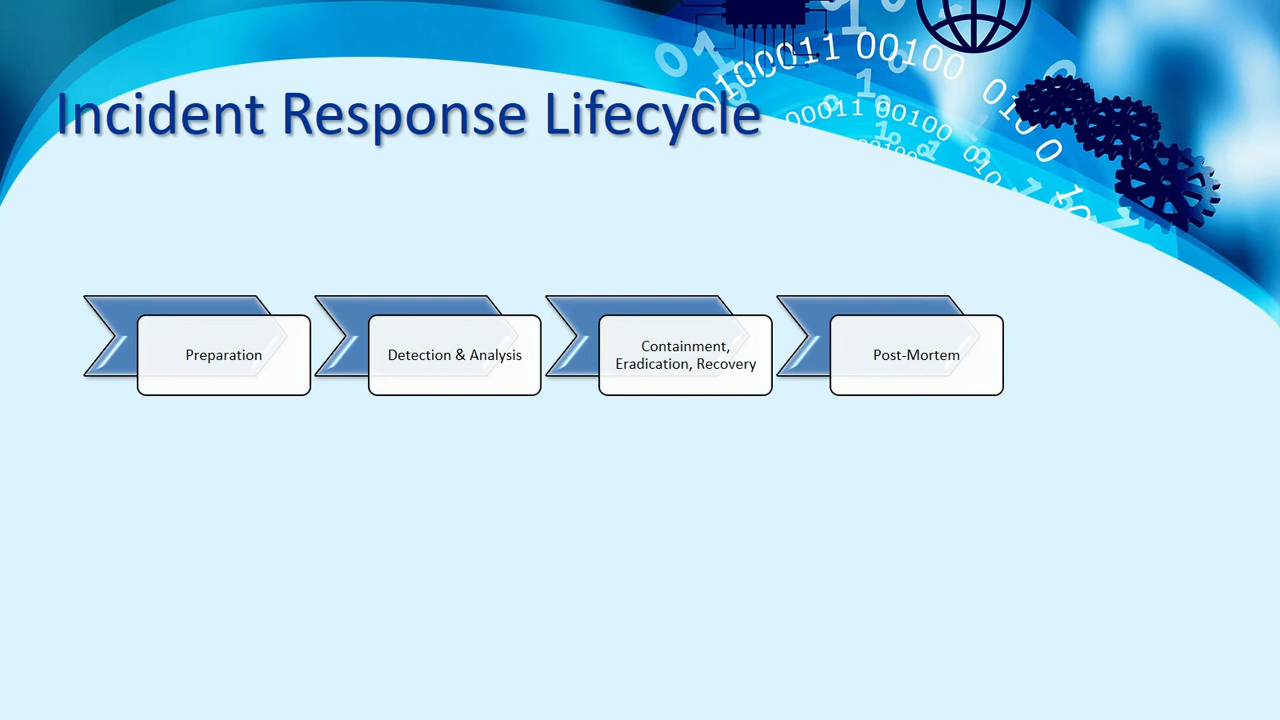 Incident Response Lifecycle
Preparation
Detection & Analysis
Containment,
Eradication, Recovery
Post-Mortem